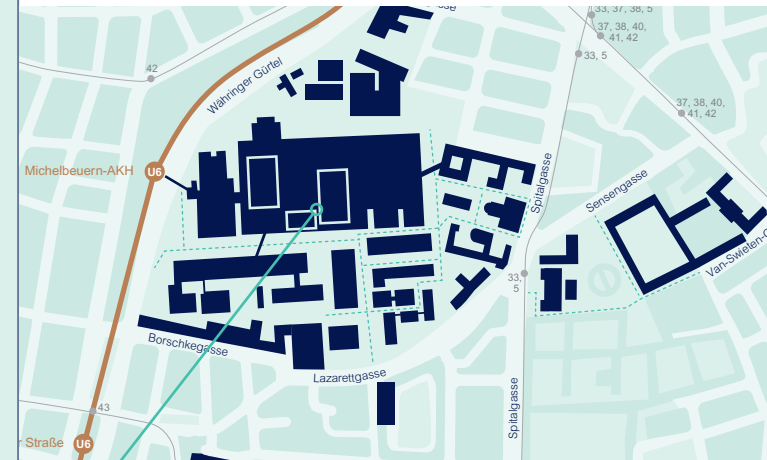 33, 37, 38, 5
37, 38, 40,
41, 42
33, 5
42
Währinger Gürtel
37, 38, 40,
41, 42
Michelbeuern-AKH
U6
Spitalgasse
Sensengasse
Van-Swieten-G
33,
5
Borschkegasse
Lazarettgasse
Spitalgasse
43
r Straße
U6